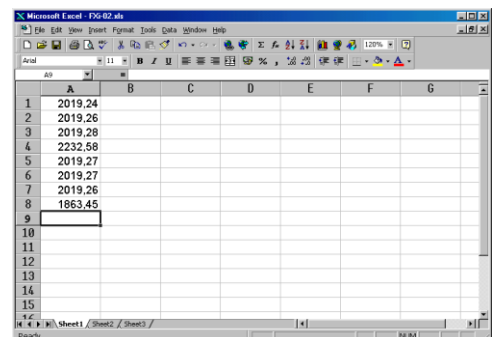 Microsoft Excel - FXG-02.xls
File Edit View Insert Format Tools Data Window Help
120%
Arial 11 B I U
A9 =
A B C D E F G
1 2019,24
2 2019,26
3 2019,28
4 2232,58
5 2019,27
6 2019,27
7 2019,26
8 1863,45
9
10
11
12
13
14
15
16
Sheet1 / Sheet2 / Sheet3 /
Ready NUM